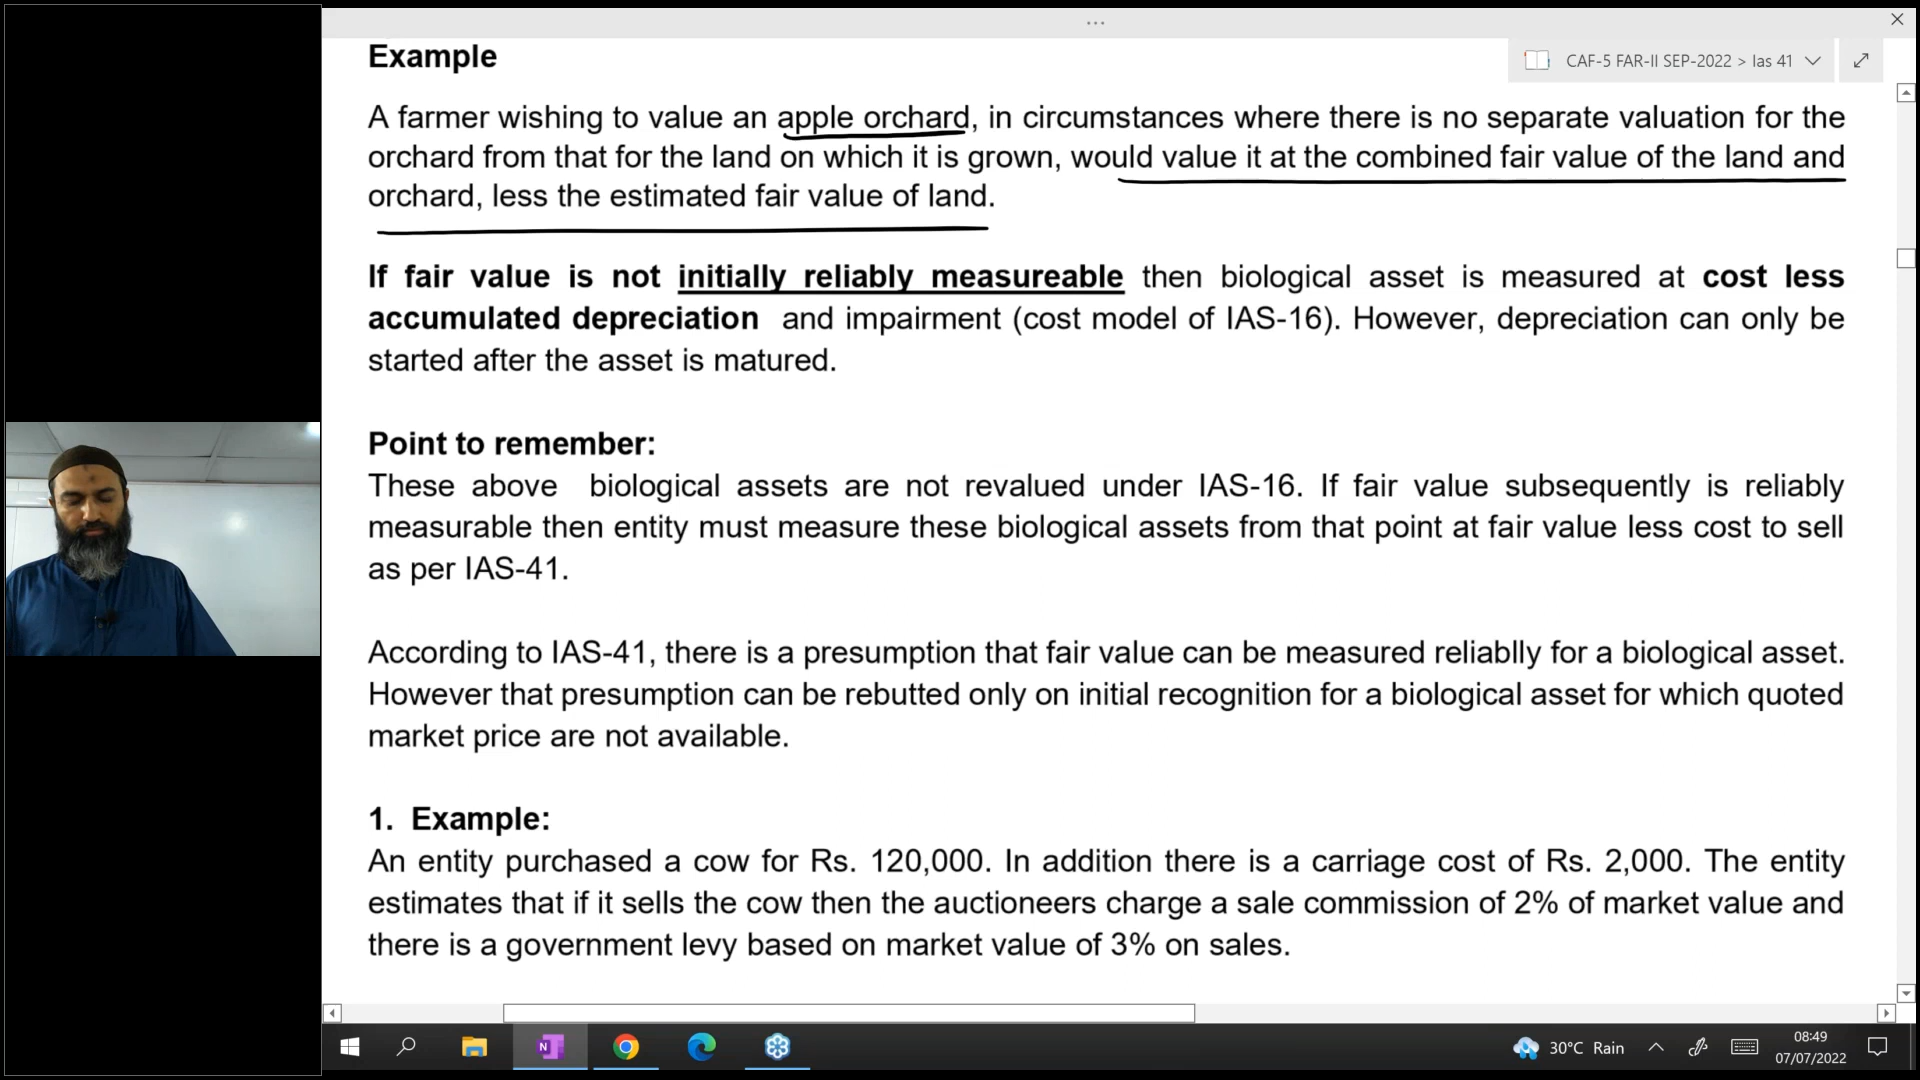 Example
CAF-5 FAR-II SEP-2022 > Ias 41
A farmer wishing to value an apple orchard, in circumstances where there is no separate valuation for the
orchard from that for the land on which it is grown, would value it at the combined fair value of the land and
orchard, less the estimated fair value of land.
If fair value is not initially reliably measureable then biological asset is measured at cost less
accumulated depreciation and impairment (cost model of IAS-16). However, depreciation can only be
started after the asset is matured.
Point to remember:
These above biological assets are not revalued under IAS-16. If fair value subsequently is reliably
measurable then entity must measure these biological assets from that point at fair value less cost to sell
as per IAS-41.
According to IAS-41, there is a presumption that fair value can be measured reliablly for a biological asset.
However that presumption can be rebutted only on initial recognition for a biological asset for which quoted
market price are not available.
1. Example:
An entity purchased a cow for Rs. 120,000. In addition there is a carriage cost of Rs. 2,000. The entity
estimates that if it sells the cow then the auctioneers charge a sale commission of 2% of market value and
there is a government levy based on market value of 3% on sales.
N
30°C Rain
08:49
07/07/2022